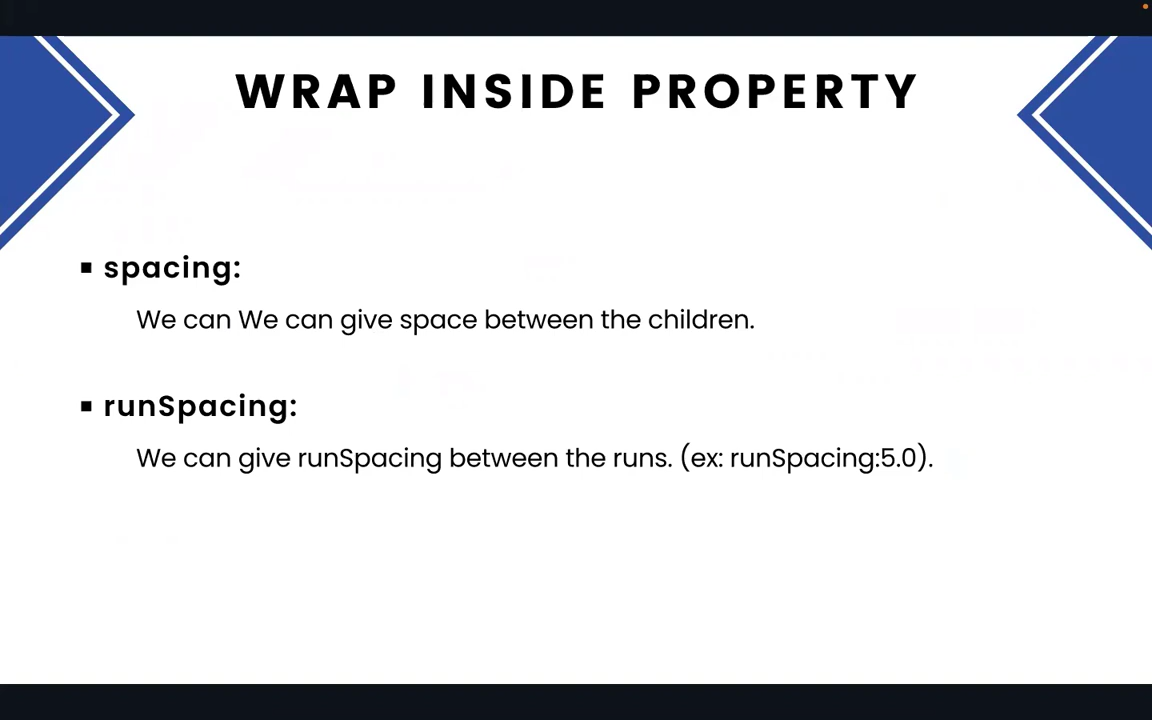 WRAP INSIDE PROPERTY
▪ spacing:
We can We can give space between the children.
▪ runSpacing:
We can give runSpacing between the runs. (ex: runSpacing:5.0).